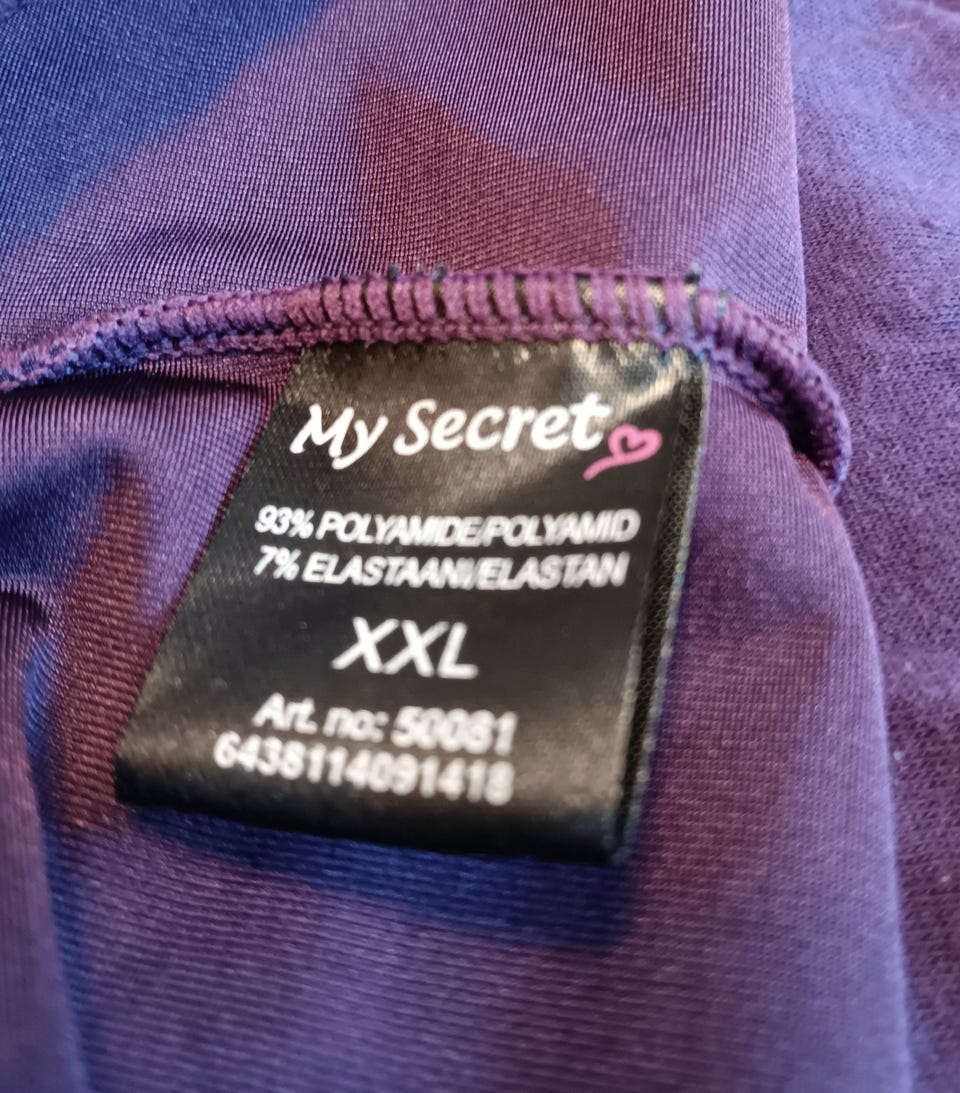 My Secret
93% POLYAMIDE/POLYAMID
7% ELASTAANI/ELASTAN
XXL
Art. no: 50081
6438114091418